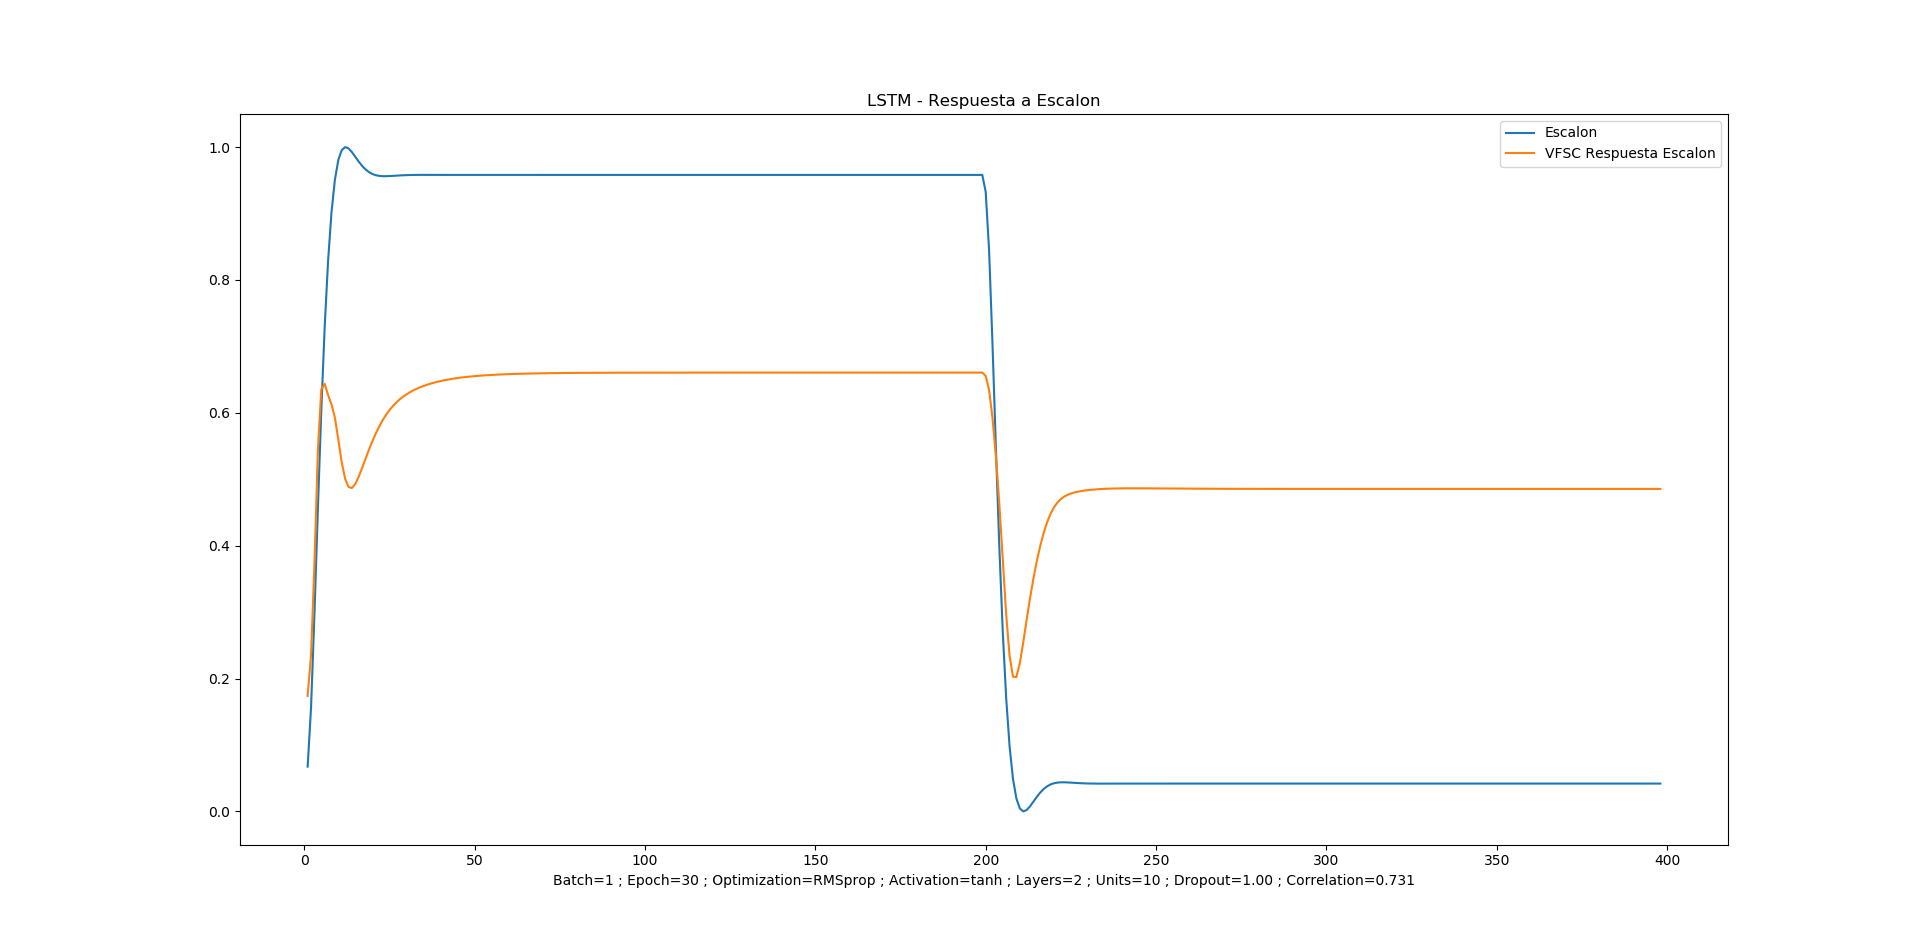 LSTM - Respuesta a Escalon
Escalon
VFSC Respuesta Escalon
1.0
0.8
0.6
0.4
0.2
0.0
0 50 100 150 200 250 300 350 400
Batch=1 ; Epoch=30 ; Optimization=RMSprop ; Activation=tanh ; Layers=2 ; Units=10 ; Dropout=1.00 ; Correlation=0.731